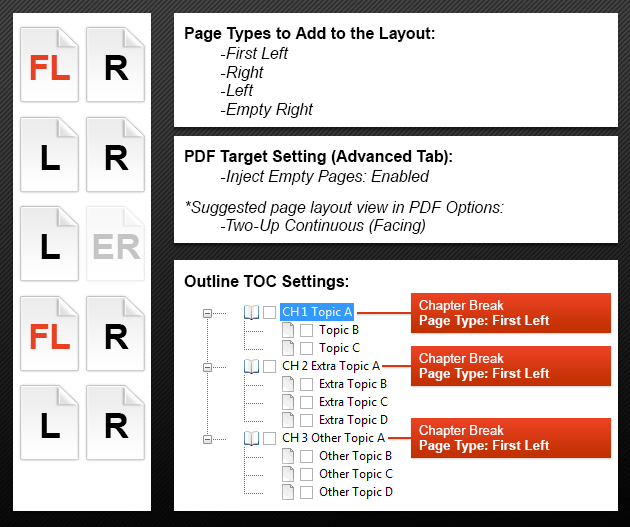 FL R
L R
L ER
FL R
L R
Page Types to Add to the Layout:
-First Left
-Right
-Left
-Empty Right
PDF Target Setting (Advanced Tab):
-Inject Empty Pages: Enabled
*Suggested page layout view in PDF Options:
-Two-Up Continuous (Facing)
Outline TOC Settings:
CH 1 Topic A
Topic B
Topic C
CH 2 Extra Topic A
Extra Topic B
Extra Topic C
Extra Topic D
CH 3 Other Topic A
Other Topic B
Other Topic C
Other Topic D
Chapter Break
Page Type: First Left
Chapter Break
Page Type: First Left
Chapter Break
Page Type: First Left